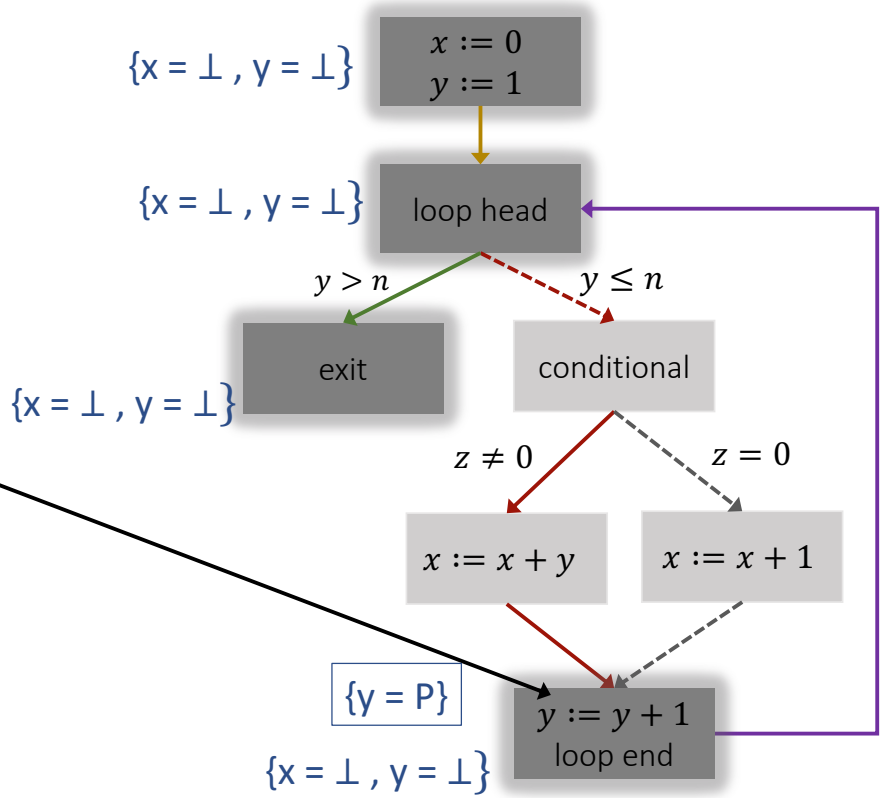 x := 0
y := 1
{x = ⊥ , y = ⊥}
{x = ⊥ , y = ⊥}
loop head
y > n
y ≤ n
exit
conditional
{x = ⊥ , y = ⊥}
z ≠ 0
z = 0
x := x + y
x := x + 1
{y = P}
y := y + 1
loop end
{x = ⊥ , y = ⊥}